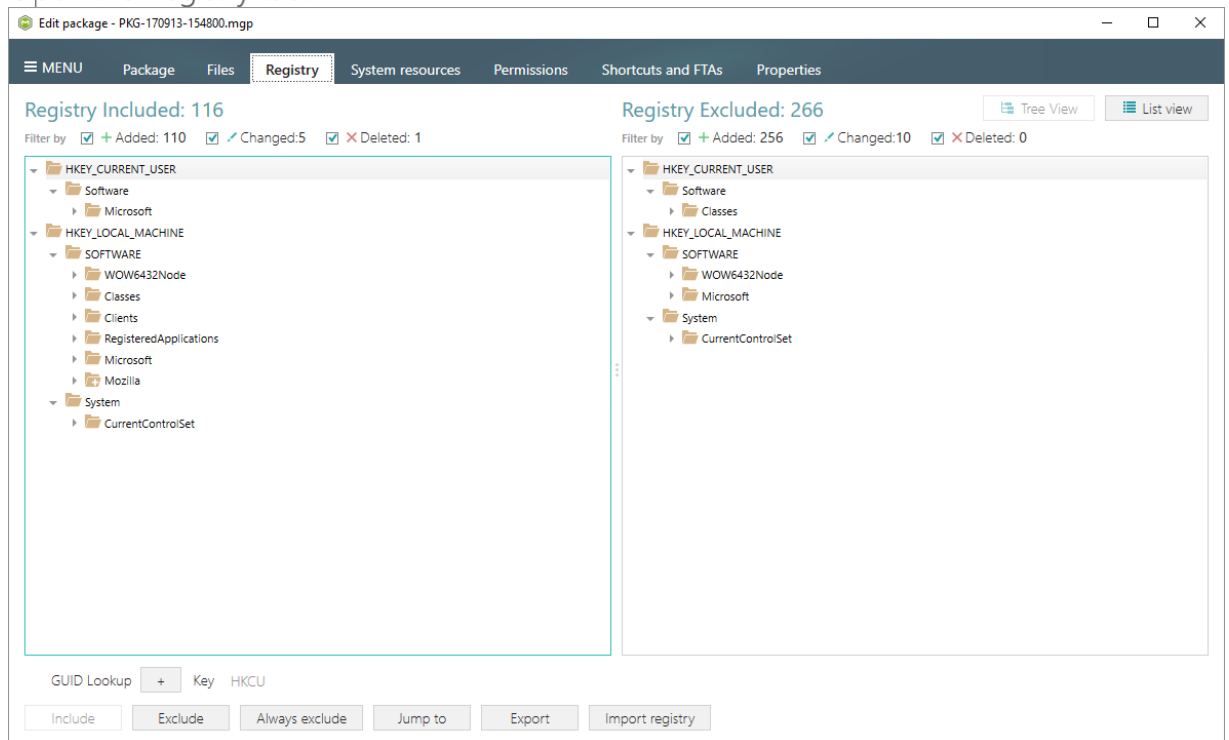 Edit package - PKG-170913-154800.mgp
MENU Package Files Registry System resources Permissions Shortcuts and FTAs Properties
Registry Included: 116
Filter by + Added: 110 Changed:5 Deleted: 1
HKEY_CURRENT_USER
Software
Microsoft
HKEY_LOCAL_MACHINE
SOFTWARE
WOW6432Node
Classes
Clients
RegisteredApplications
Microsoft
Mozilla
System
CurrentControlSet
Registry Excluded: 266
Tree View List view
Filter by + Added: 256 Changed:10 Deleted: 0
HKEY_CURRENT_USER
Software
Classes
HKEY_LOCAL_MACHINE
SOFTWARE
WOW6432Node
Microsoft
System
CurrentControlSet
GUID Lookup + Key HKCU
Include Exclude Always exclude Jump to Export Import registry